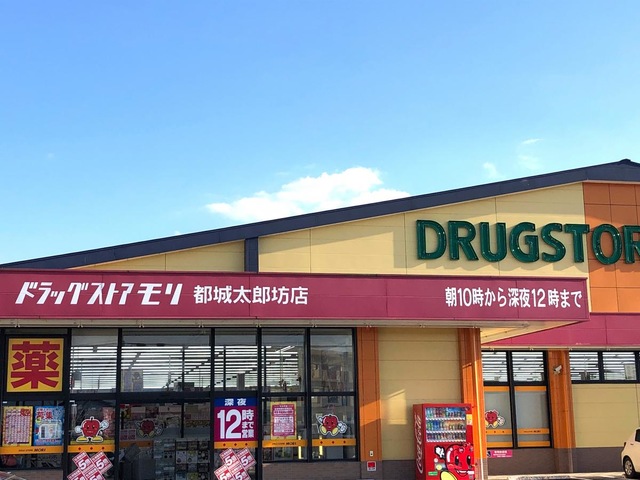 DRUGSTOR
ドラッグストアモリ 都城太郎坊店
朝10時から深夜12時まで
薬
深夜
12時まで営業